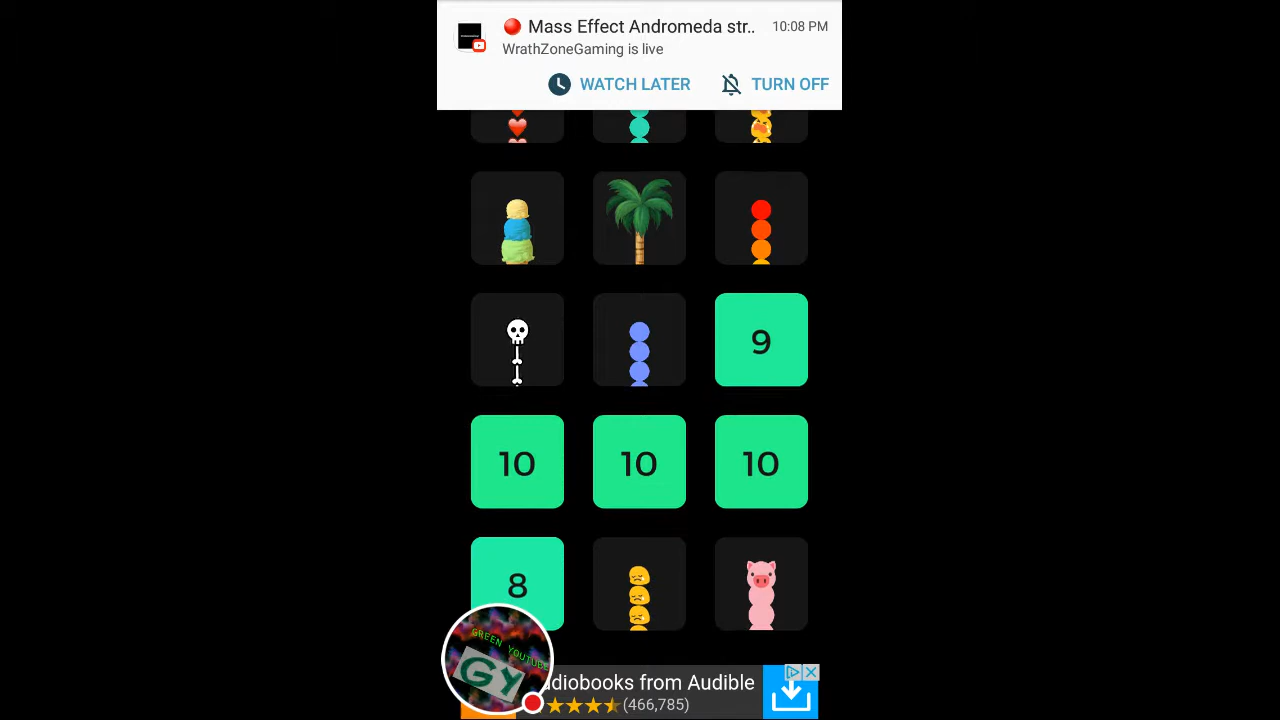 Mass Effect Andromeda str.. 10:08 PM
WrathZoneGaming is live
WATCH LATER TURN OFF
9
10 10 10
8
GREEN YOUTUBE
GY
diobooks from Audible
(466,785)